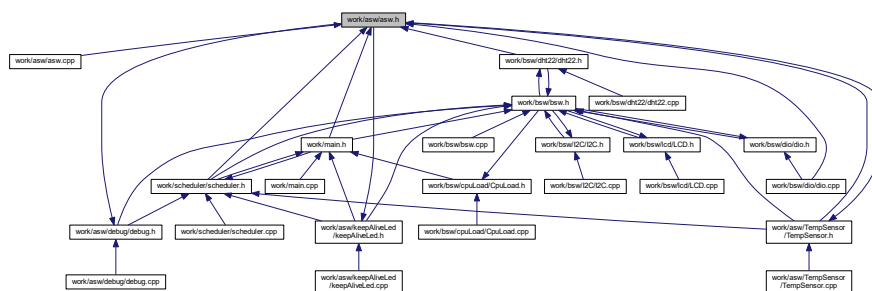 work/asw/asw.h
work/asw/asw.cpp
work/bsw/dht22/dht22.h
work/bsw/bsw.h
work/bsw/dht22/dht22.cpp
work/main.h
work/bsw/bsw.cpp
work/bsw/I2C/I2C.h
work/bsw/lcd/LCD.h
work/bsw/dio/dio.h
work/scheduler/scheduler.h
work/main.cpp
work/bsw/cpuLoad/CpuLoad.h
work/bsw/I2C/I2C.cpp
work/bsw/lcd/LCD.cpp
work/bsw/dio/dio.cpp
work/asw/debug/debug.h
work/scheduler/scheduler.cpp
work/asw/keepAliveLed
/keepAliveLed.h
work/bsw/cpuLoad/CpuLoad.cpp
work/asw/TempSensor
/TempSensor.h
work/asw/debug/debug.cpp
work/asw/keepAliveLed
/keepAliveLed.cpp
work/asw/TempSensor
/TempSensor.cpp